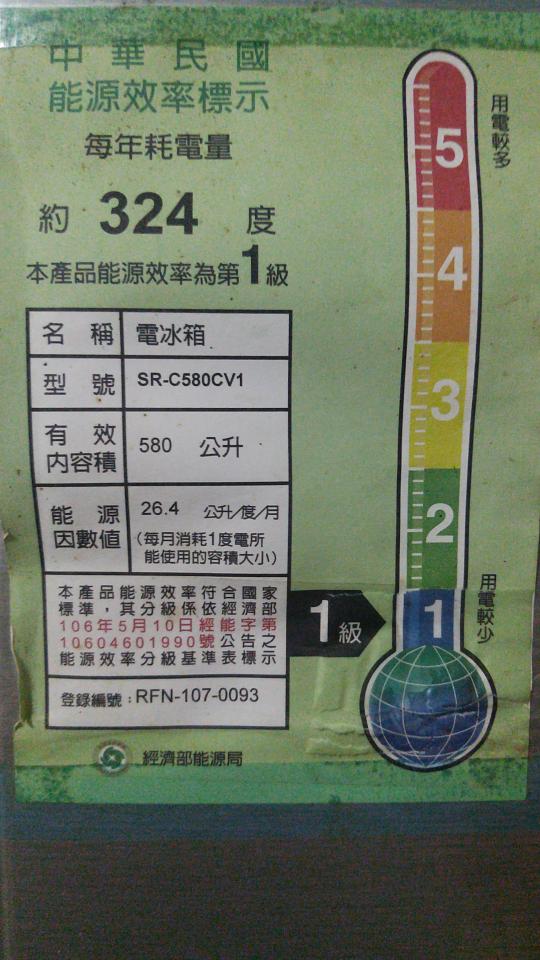 中華民國
能源效率標示
每年耗電量
約 324 度
本產品能源效率為第1級
名稱 電冰箱
型號 SR-C580CV1
有效內容積 580 公升
能源因數值 26.4 公升/度/月
(每月消耗1度電所
能使用的容積大小)
本產品能源效率符合國家
標準，其分級係依經濟部
106年5月10日經能字第
10604601990號公告之
能源效率分級基準表標示
登錄編號：RFN-107-0093
經濟部能源局
用電較多
5
4
3
2
1級
1
用電較少